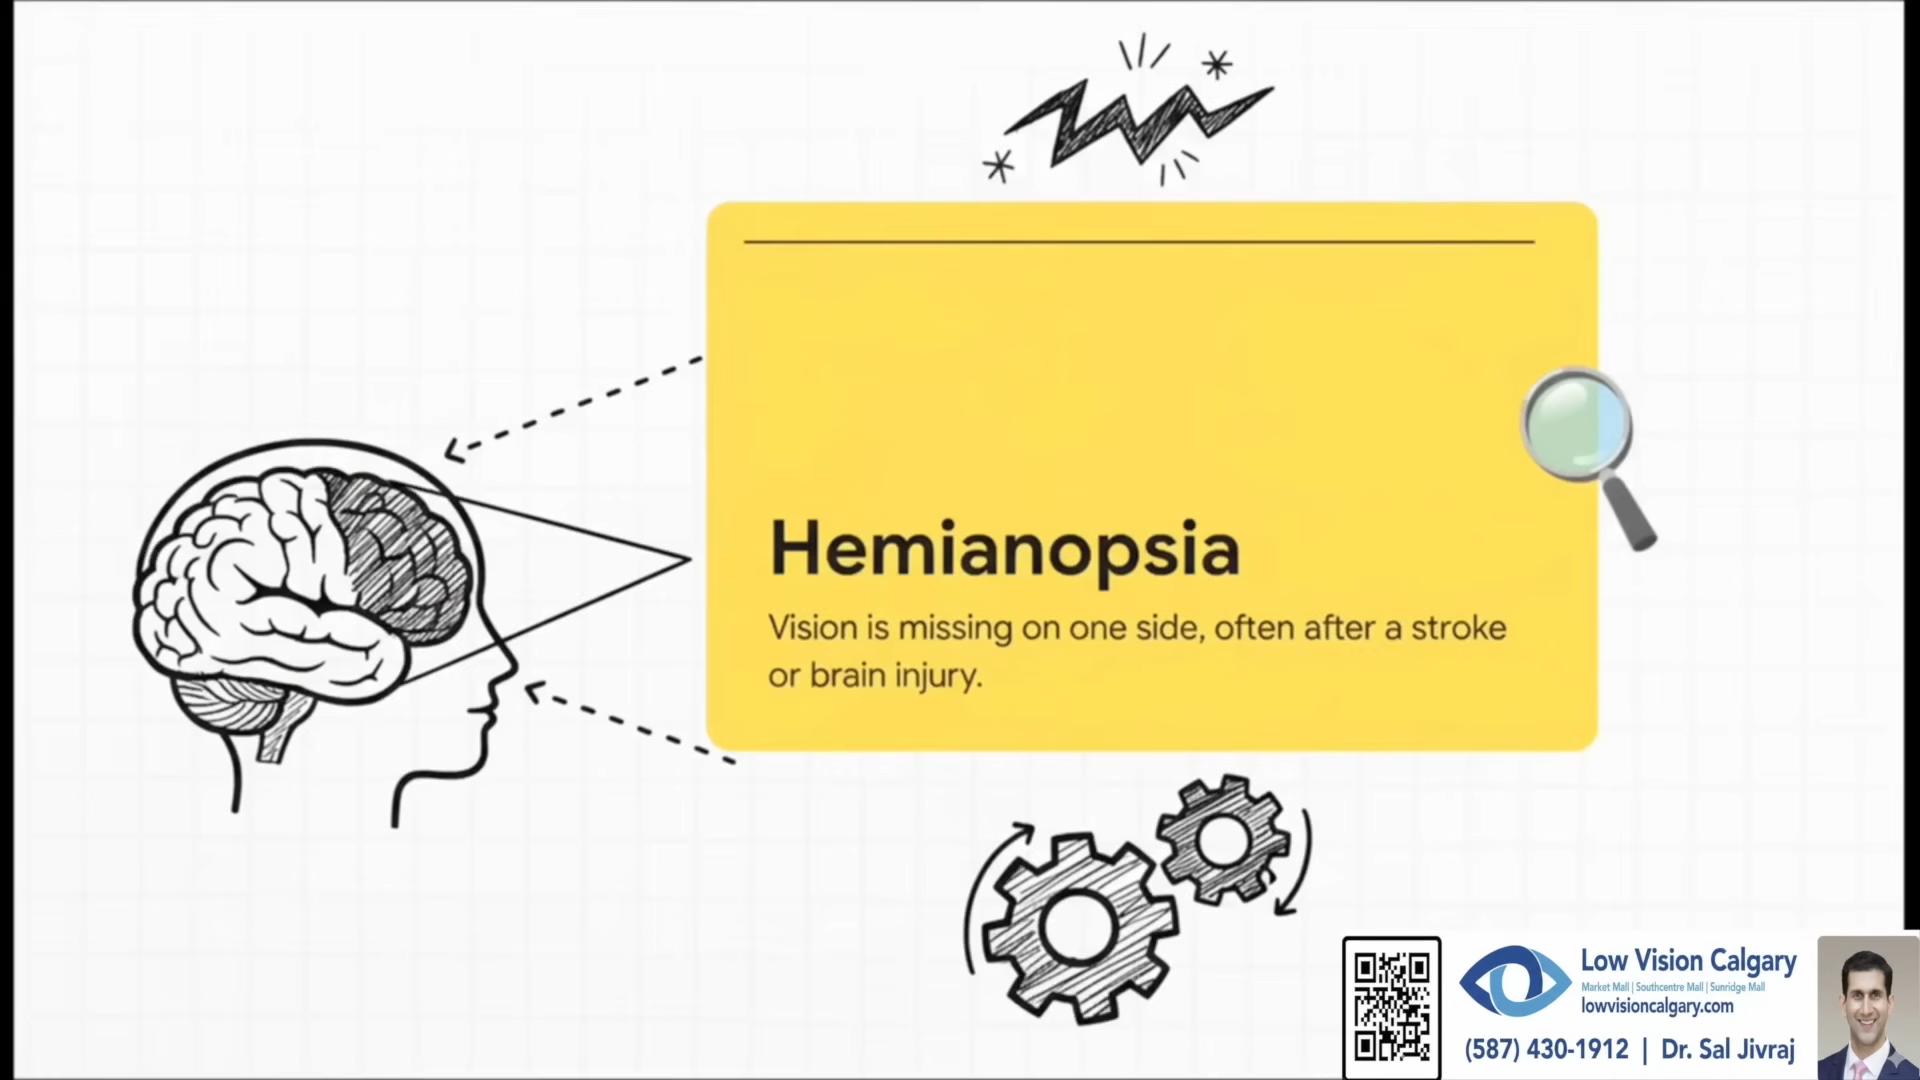 Hemianopsia
Vision is missing on one side, often after a stroke
or brain injury.
Low Vision Calgary
Market Mall | Southcentre Mall | Sunridge Mall
lowvisioncalgary.com
(587) 430-1912 | Dr. Sal Jivraj